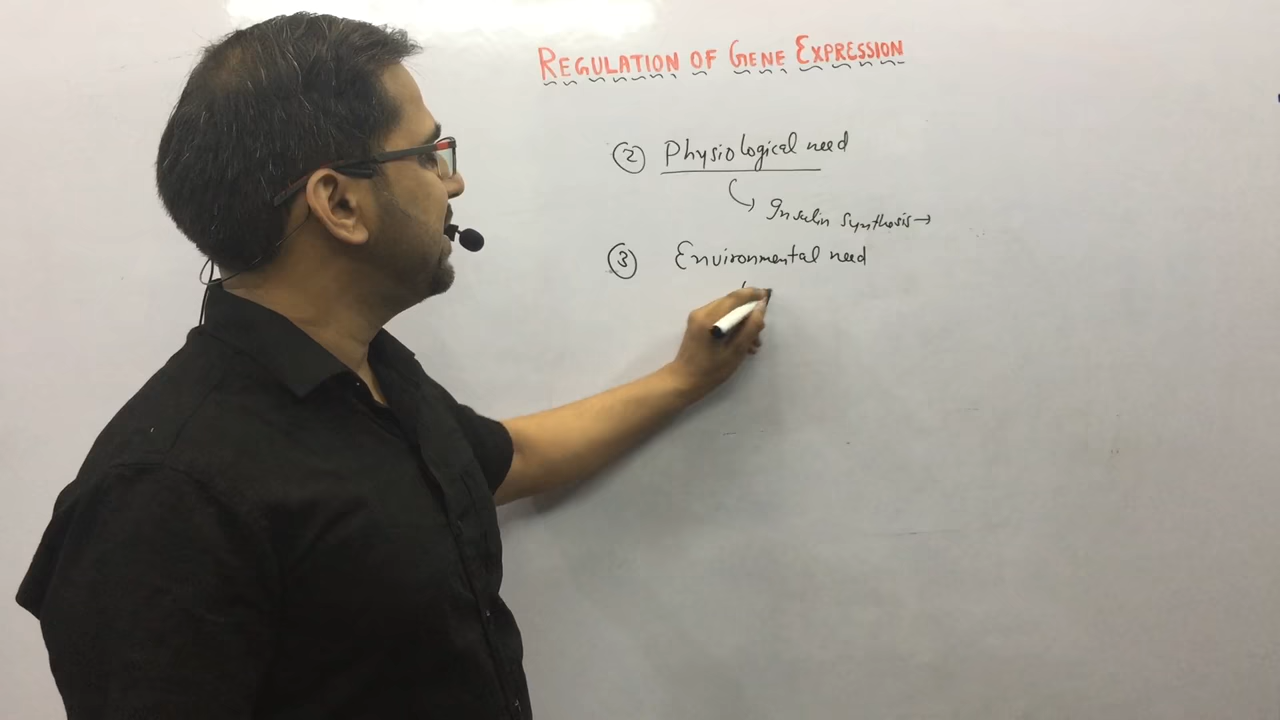 REGULATION OF GENE EXPRESSION
② Physiological need
Insulin synthesis →
③ Environmental need